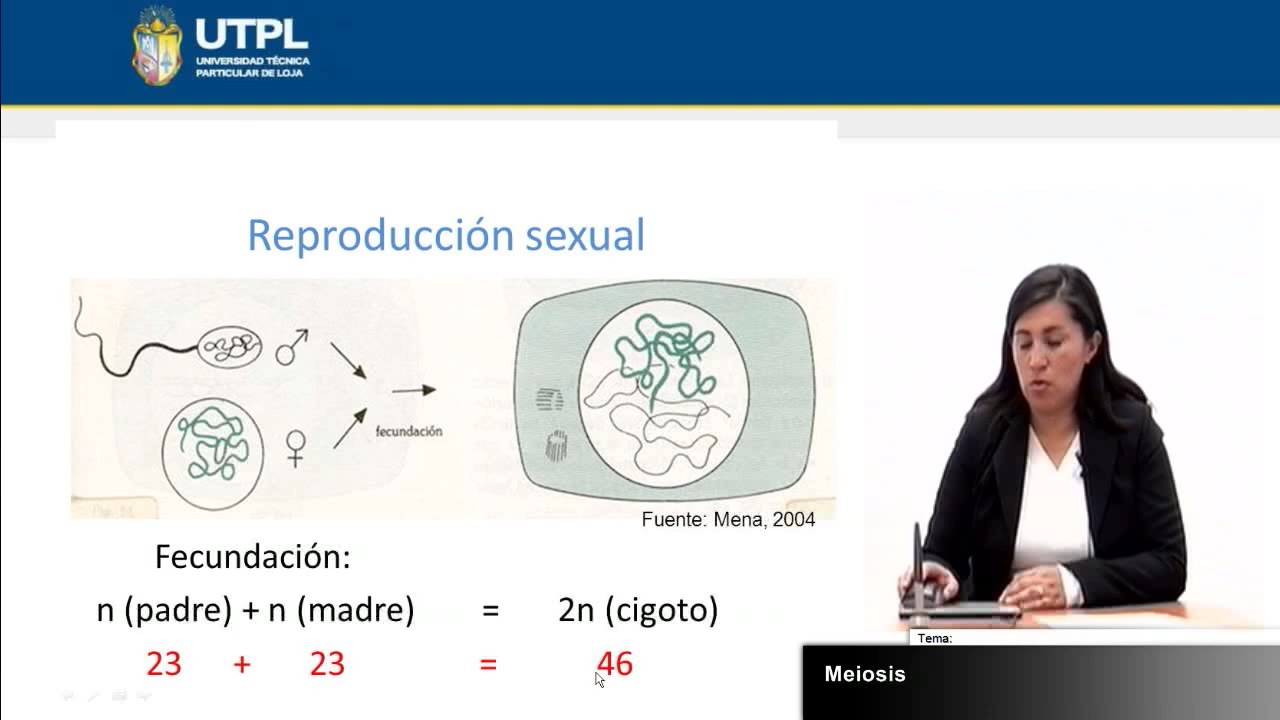 UTPL
UNIVERSIDAD TÉCNICA
PARTICULAR DE LOJA
Reproducción sexual
fecundación
Fuente: Mena, 2004
Fecundación:
n (padre) + n (madre) = 2n (cigoto)
23 + 23 = 46
Tema:
Meiosis